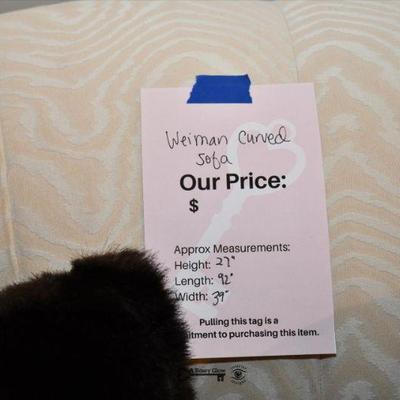 Weiman Curved
Sofa
Our Price:
$
Approx Measurements:
Height: 27"
Length: 92"
Width: 39"
Pulling this tag is a
mitment to purchasing this item.